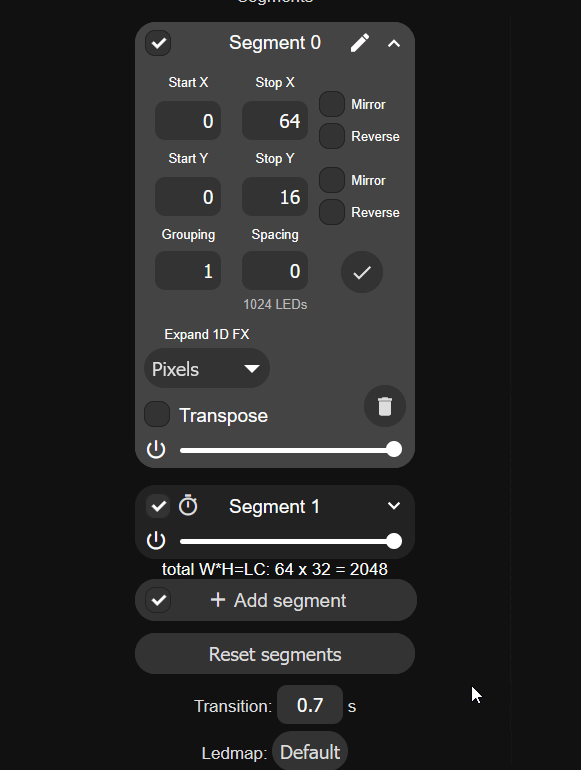 Segments
Segment 0
Start X Stop X
0 64 Mirror
Reverse
Start Y Stop Y
0 16 Mirror
Reverse
Grouping Spacing
1 0
1024 LEDs
Expand 1D FX
Pixels
Transpose
Segment 1
total W*H=LC: 64 x 32 = 2048
+ Add segment
Reset segments
Transition: 0.7 s
Ledmap: Default